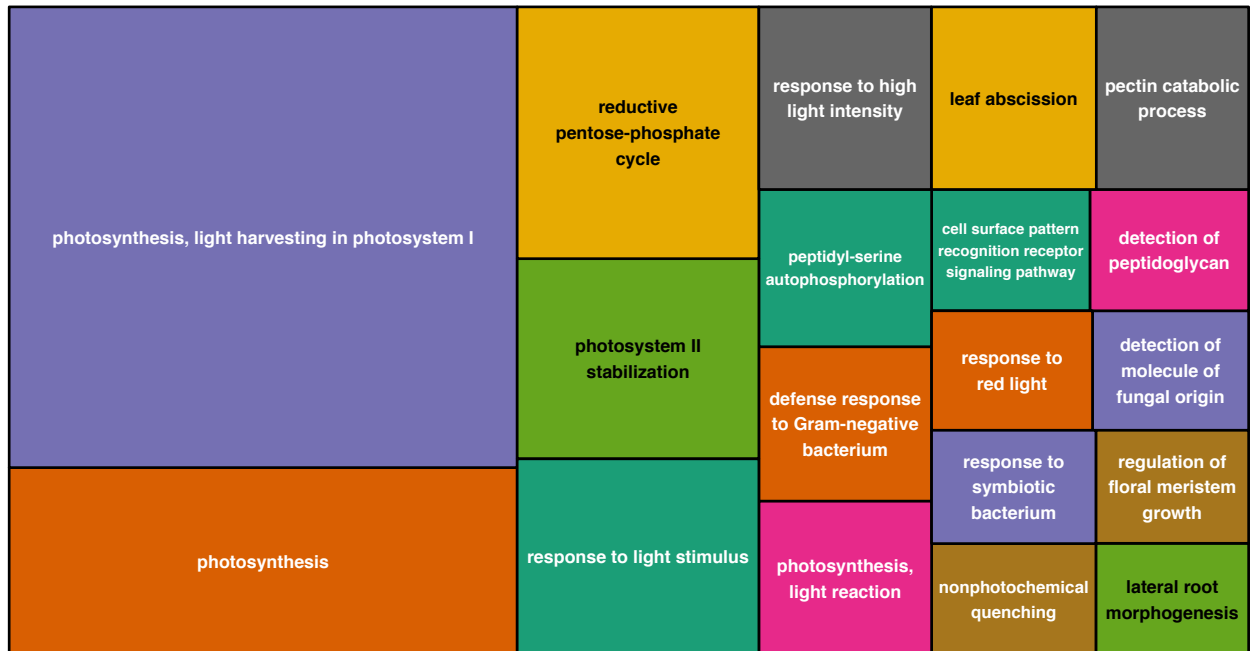 photosynthesis, light harvesting in photosystem I
photosynthesis
reductive
pentose-phosphate
cycle
photosystem II
stabilization
response to light stimulus
response to high
light intensity
peptidyl-serine
autophosphorylation
defense response
to Gram-negative
bacterium
photosynthesis,
light reaction
leaf abscission
pectin catabolic
process
cell surface pattern
recognition receptor
signaling pathway
detection of
peptidoglycan
response to
red light
detection of
molecule of
fungal origin
response to
symbiotic
bacterium
regulation of
floral meristem
growth
nonphotochemical
quenching
lateral root
morphogenesis